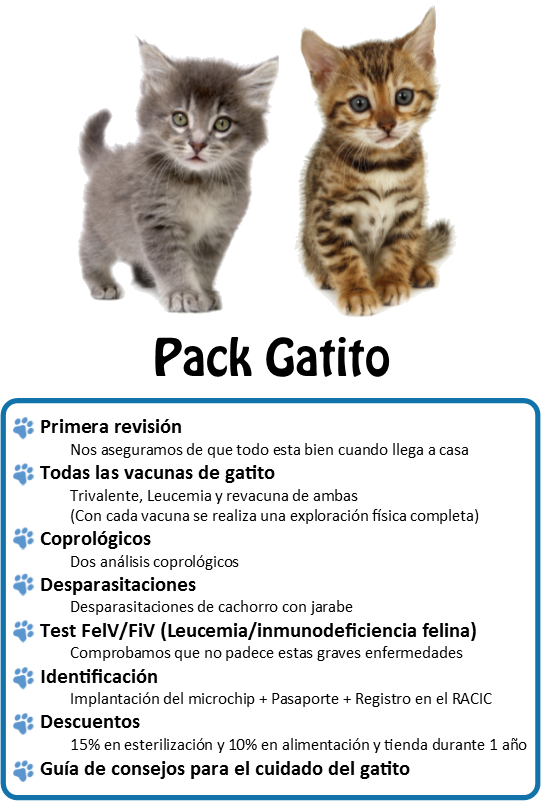 Pack Gatito
Primera revisión
Nos aseguramos de que todo esta bien cuando llega a casa
Todas las vacunas de gatito
Trivalente, Leucemia y revacuna de ambas
(Con cada vacuna se realiza una exploración física completa)
Coprológicos
Dos análisis coprológicos
Desparasitaciones
Desparasitaciones de cachorro con jarabe
Test FelV/FiV (Leucemia/inmunodeficiencia felina)
Comprobamos que no padece estas graves enfermedades
Identificación
Implantación del microchip + Pasaporte + Registro en el RACIC
Descuentos
15% en esterilización y 10% en alimentación y tienda durante 1 año
Guía de consejos para el cuidado del gatito